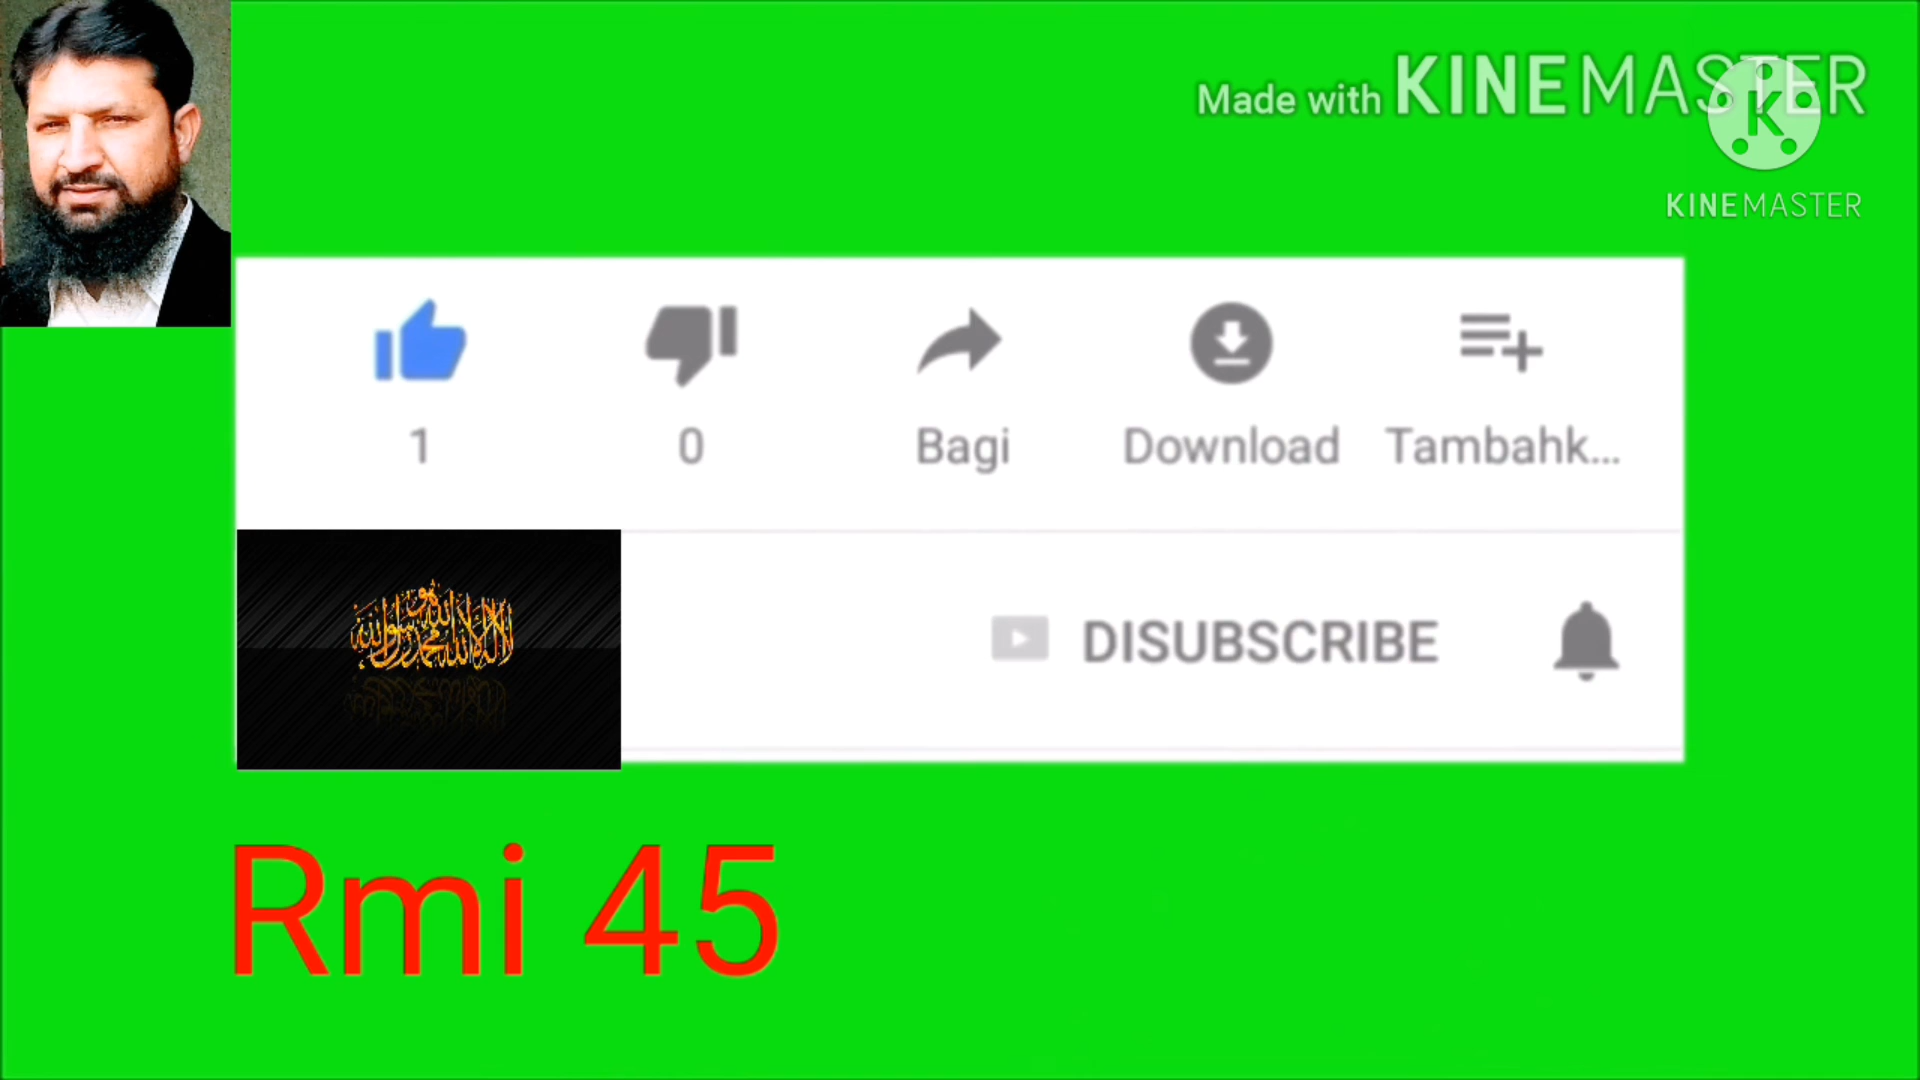 Made with KINEMASTER
K
KINEMASTER
1
0
Bagi
Download
Tambahk...
لا إله إلا الله محمد رسول الله
DISUBSCRIBE
Rmi 45